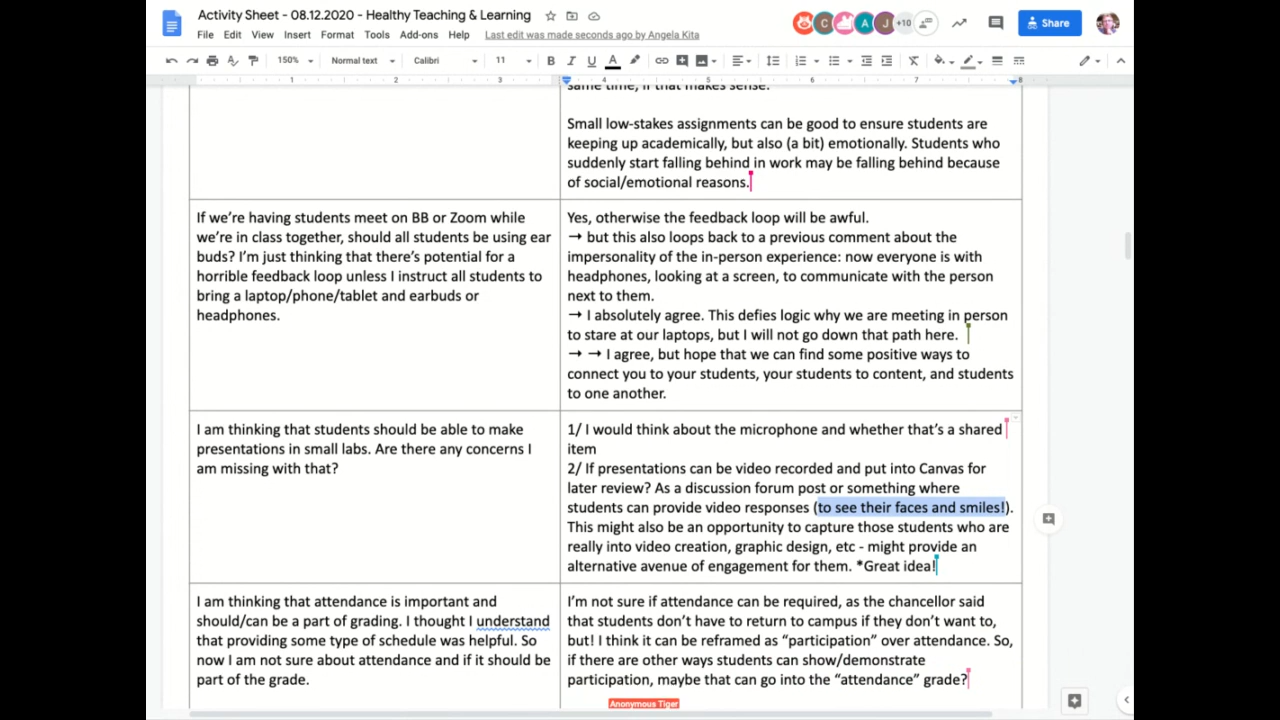 Activity Sheet - 08.12.2020 - Healthy Teaching & Learning
C A J +10
Share
File Edit View Insert Format Tools Add-ons Help Last edit was made seconds ago by Angela Kita
150% Normal text Calibri 11 B I U A
1 2 3 4 5 6 7 8
same time, if that makes sense.
Small low-stakes assignments can be good to ensure students are
keeping up academically, but also (a bit) emotionally. Students who
suddenly start falling behind in work may be falling behind because
of social/emotional reasons.
If we’re having students meet on BB or Zoom while
we’re in class together, should all students be using ear
buds? I’m just thinking that there’s potential for a
horrible feedback loop unless I instruct all students to
bring a laptop/phone/tablet and earbuds or
headphones.
Yes, otherwise the feedback loop will be awful.
→ but this also loops back to a previous comment about the
impersonality of the in-person experience: now everyone is with
headphones, looking at a screen, to communicate with the person
next to them.
→ I absolutely agree. This defies logic why we are meeting in person
to stare at our laptops, but I will not go down that path here.
→ → I agree, but hope that we can find some positive ways to
connect you to your students, your students to content, and students
to one another.
I am thinking that students should be able to make
presentations in small labs. Are there any concerns I
am missing with that?
1/ I would think about the microphone and whether that’s a shared
item
2/ If presentations can be video recorded and put into Canvas for
later review? As a discussion forum post or something where
students can provide video responses (to see their faces and smiles!).
This might also be an opportunity to capture those students who are
really into video creation, graphic design, etc - might provide an
alternative avenue of engagement for them. *Great idea!
I am thinking that attendance is important and
should/can be a part of grading. I thought I understand
that providing some type of schedule was helpful. So
now I am not sure about attendance and if it should be
part of the grade.
I’m not sure if attendance can be required, as the chancellor said
that students don’t have to return to campus if they don’t want to,
but! I think it can be reframed as “participation” over attendance. So,
if there are other ways students can show/demonstrate
participation, maybe that can go into the “attendance” grade?
Anonymous Tiger